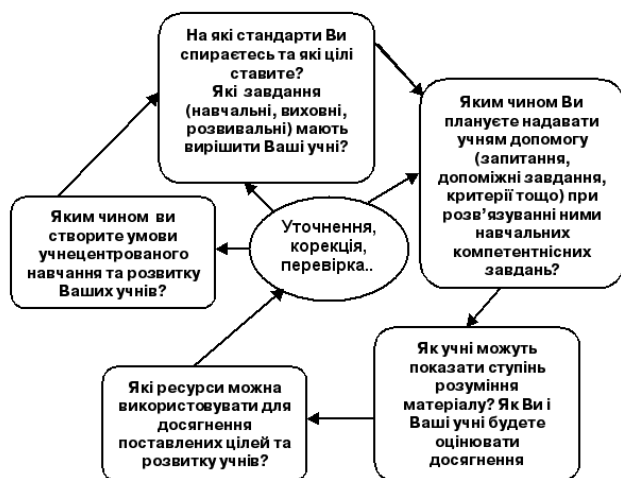 На які стандарти Ви
спираєтесь та які цілі
ставите?
Які завдання
(навчальні, виховні,
розвивальні) мають
вирішити Ваші учні?
Яким чином Ви
плануєте надавати
учням допомогу
(запитання,
допоміжні завдання,
критерії тощо) при
розв’язуванні ними
навчальних
компетентнісних
завдань?
Яким чином ви
створите умови
учнецентрованого
навчання та розвитку
Ваших учнів?
Уточнення,
корекція,
перевірка..
Як учні можуть
показати ступінь
розуміння
матеріалу? Як Ви і
Ваші учні будете
оцінювати
досягнення
Які ресурси можна
використовувати для
досягнення
поставлених цілей та
розвитку учнів?